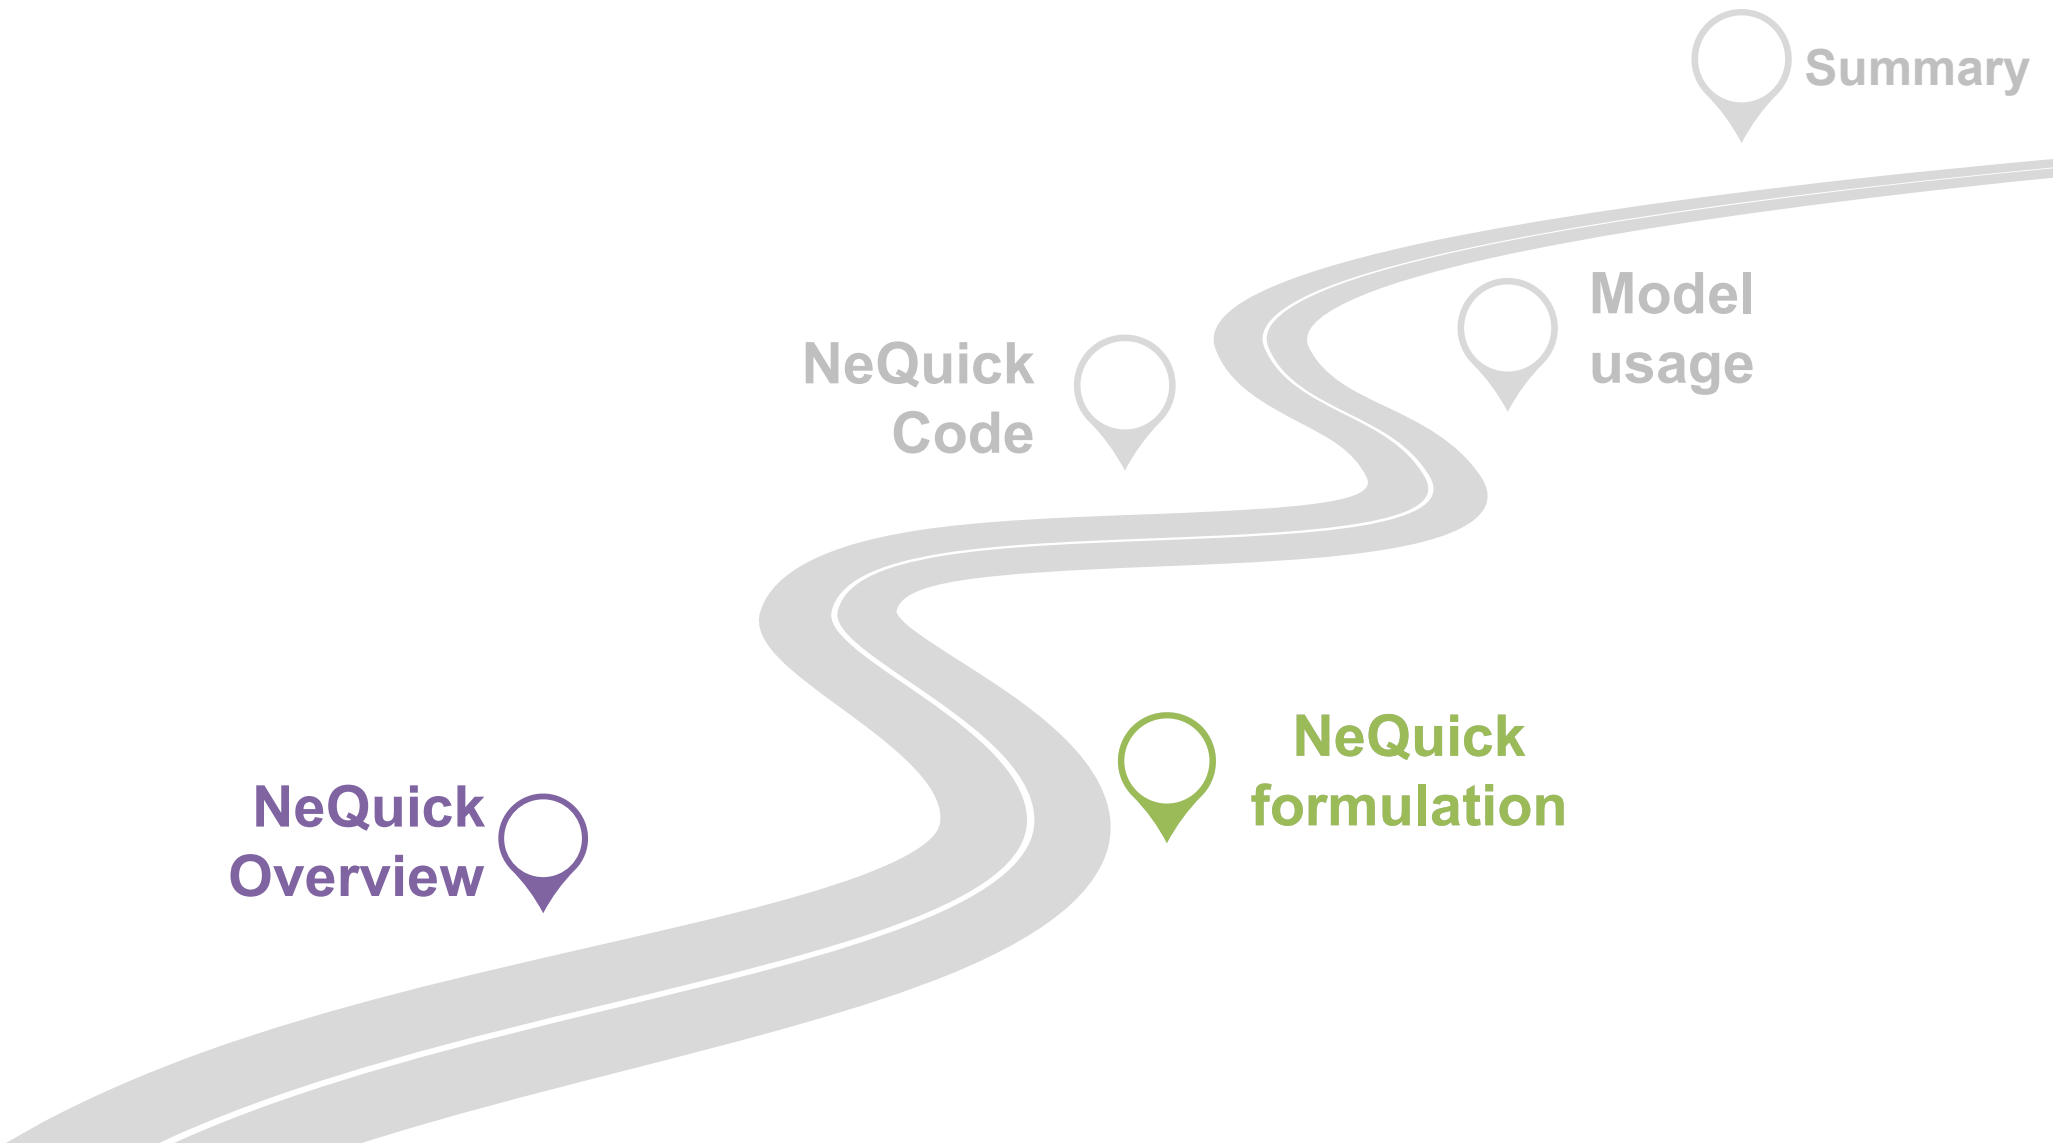 Summary
Model
usage
NeQuick
Code
NeQuick
formulation
NeQuick
Overview